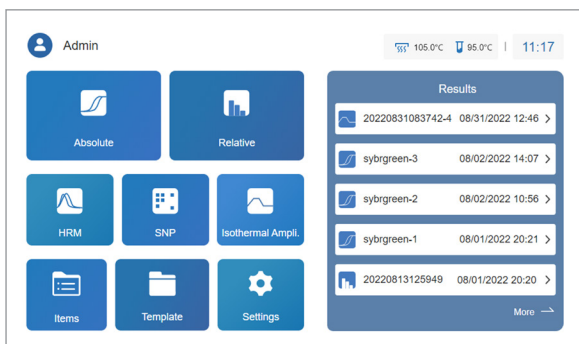 Admin
105.0°C 95.0°C | 11:17
Absolute
Relative
HRM
SNP
Isothermal Ampli.
Items
Template
Settings
Results
20220831083742-4 08/31/2022 12:46 >
sybrgreen-3 08/02/2022 14:07 >
sybrgreen-2 08/02/2022 10:56 >
sybrgreen-1 08/01/2022 20:21 >
20220813125949 08/01/2022 20:20 >
More